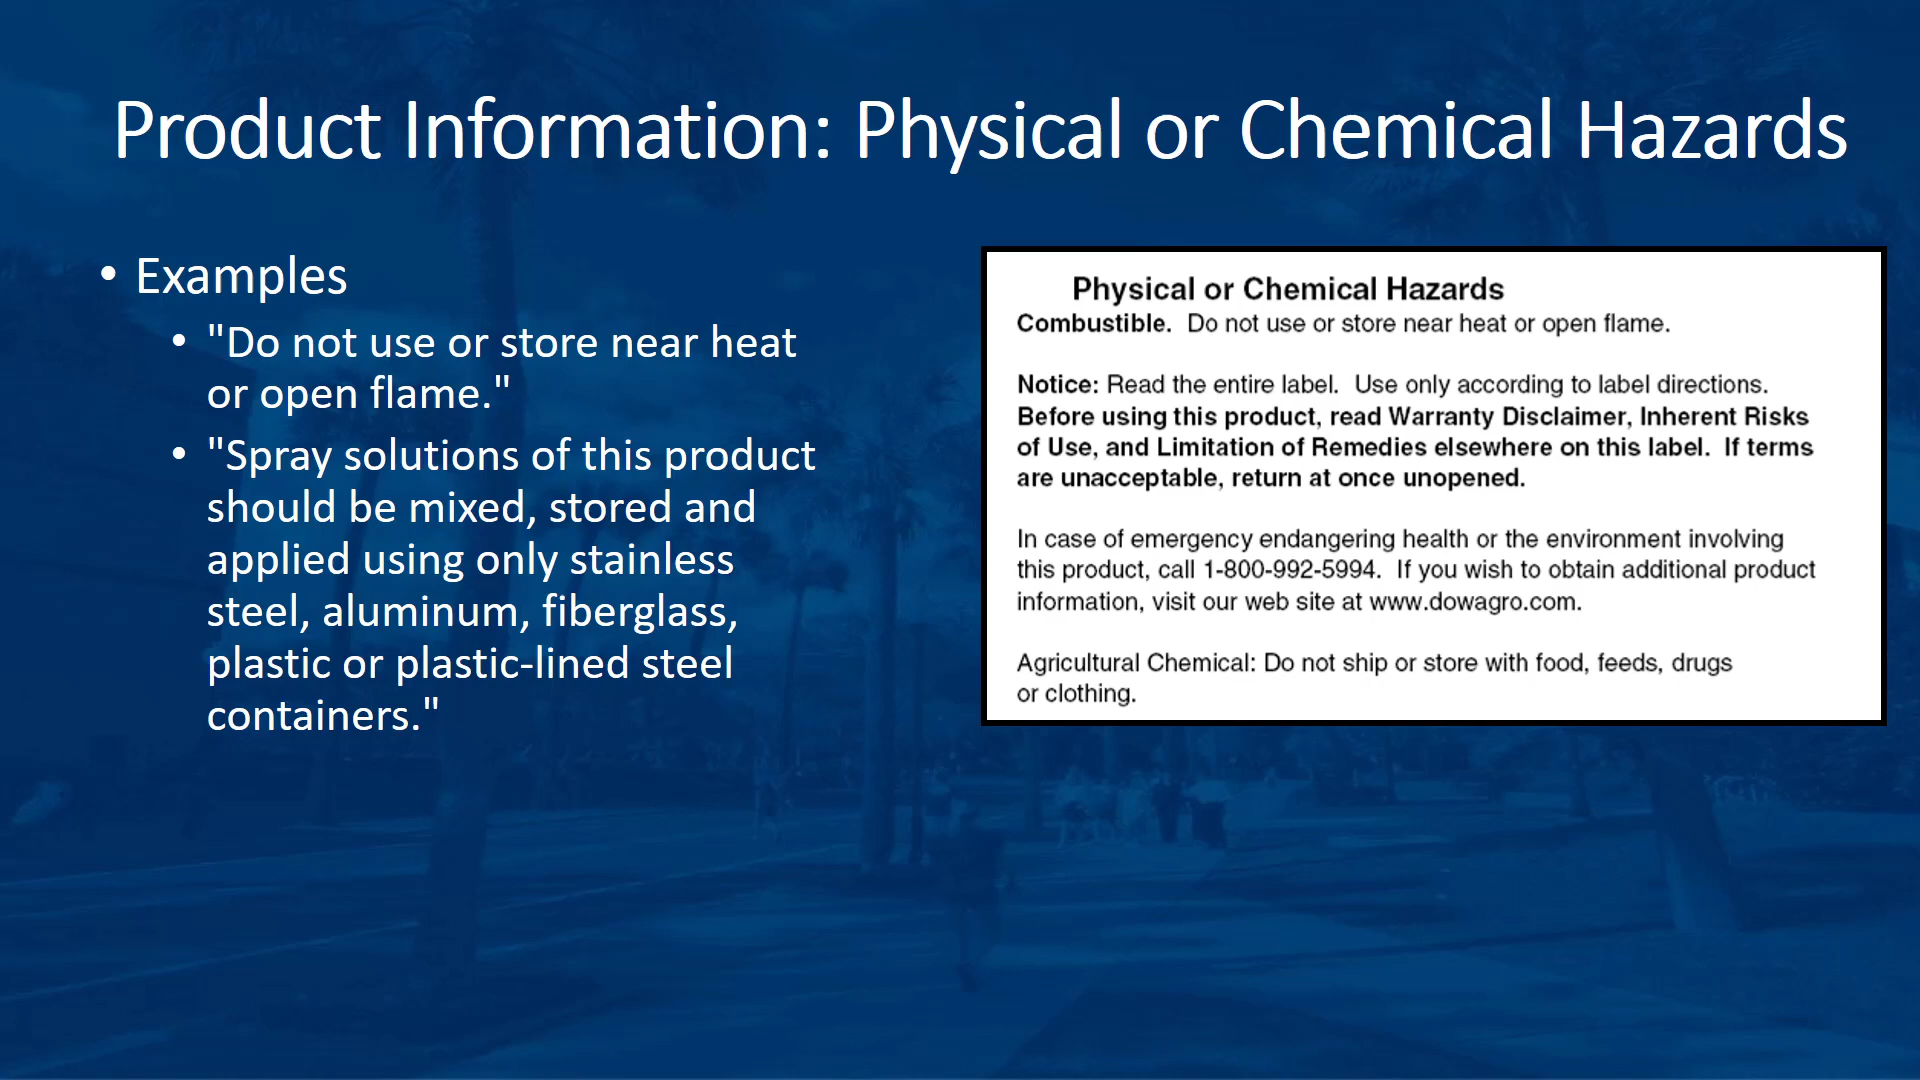 Product Information: Physical or Chemical Hazards
• Examples
• "Do not use or store near heat
or open flame."
• "Spray solutions of this product
should be mixed, stored and
applied using only stainless
steel, aluminum, fiberglass,
plastic or plastic-lined steel
containers."
Physical or Chemical Hazards
Combustible. Do not use or store near heat or open flame.
Notice: Read the entire label. Use only according to label directions.
Before using this product, read Warranty Disclaimer, Inherent Risks
of Use, and Limitation of Remedies elsewhere on this label. If terms
are unacceptable, return at once unopened.
In case of emergency endangering health or the environment involving
this product, call 1-800-992-5994. If you wish to obtain additional product
information, visit our web site at www.dowagro.com.
Agricultural Chemical: Do not ship or store with food, feeds, drugs
or clothing.